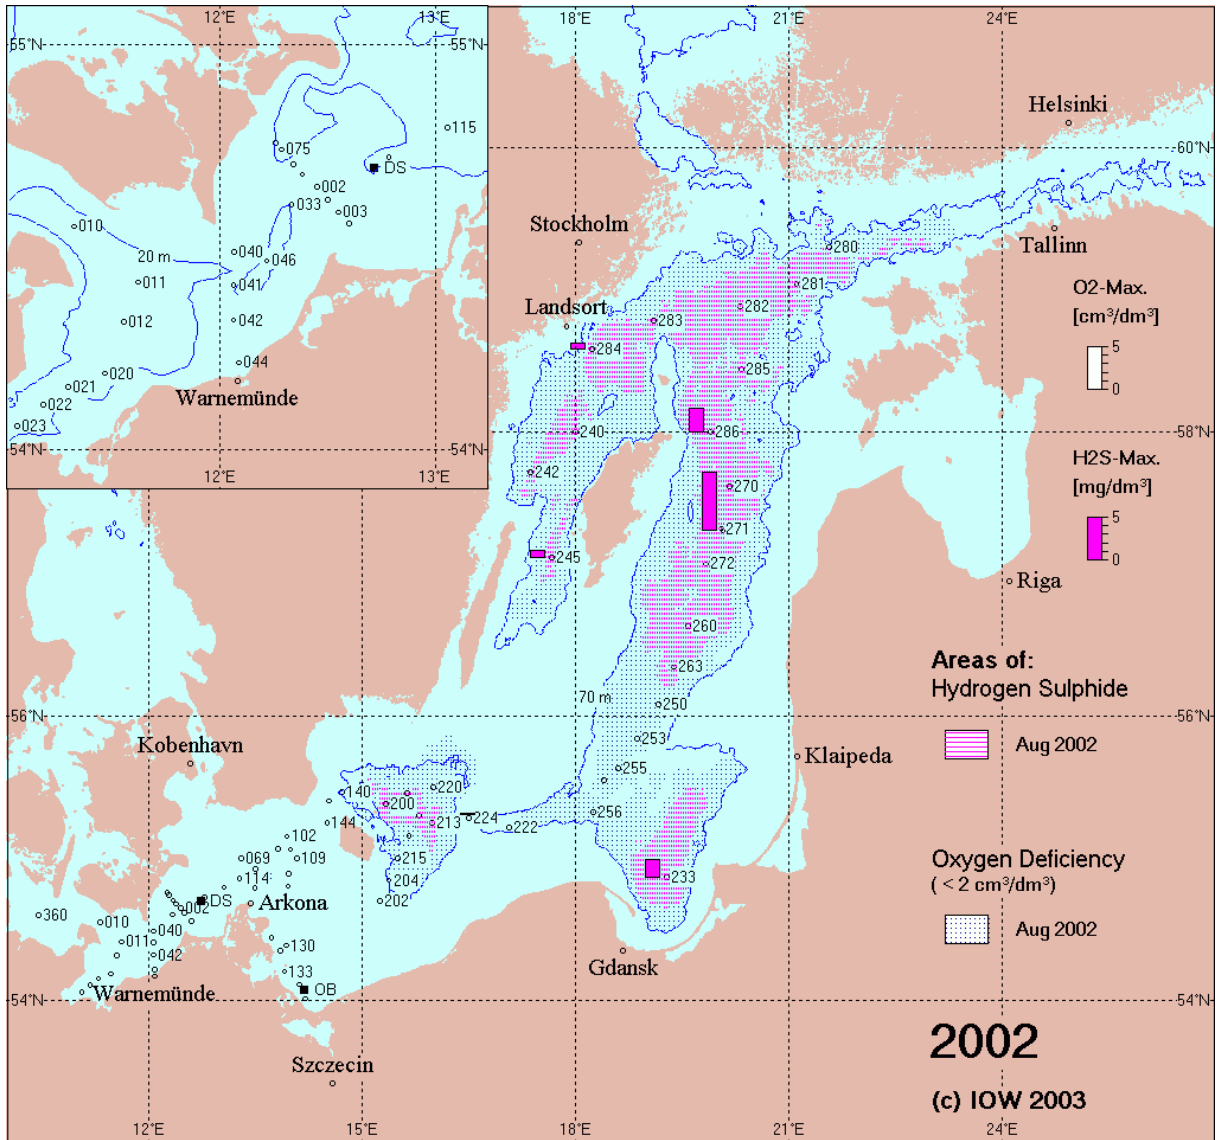 12°E
13°E
18°E
21°E
24°E
55°N
55°N
115
075
DS
002
033
003
010
20 m
040
046
011
041
012
042
044
020
021
022
023
Warnemünde
54°N
54°N
12°E
13°E
Helsinki
60°N
Stockholm
Tallinn
280
281
282
283
Landsort
284
285
O2-Max.
[cm³/dm³]
5
0
240
286
58°N
242
270
H2S-Max.
[mg/dm³]
5
0
271
245
272
Riga
260
263
Areas of:
Hydrogen Sulphide
Aug 2002
70 m
250
56°N
56°N
253
Kobenhavn
Klaipeda
255
140
220
200
256
144
213
224
222
102
069
109
215
Oxygen Deficiency
( < 2 cm³/dm³)
114
204
233
202
002
DS
Arkona
360
010
Aug 2002
040
011
130
042
Gdansk
133
Warnemünde
OB
54°N
54°N
2002
Szczecin
(c) IOW 2003
12°E
15°E
18°E
21°E
24°E